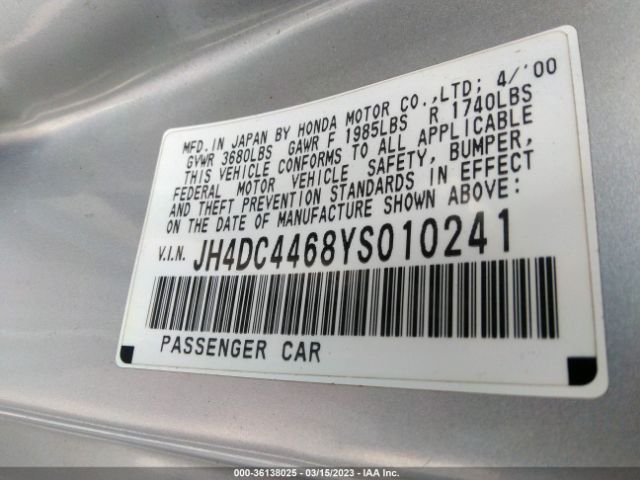 MFD. IN JAPAN BY HONDA MOTOR CO.,LTD; 4/'00
GVWR 3680LBS GAWR F 1985LBS R 1740LBS
THIS VEHICLE CONFORMS TO ALL APPLICABLE
FEDERAL MOTOR VEHICLE SAFETY, BUMPER,
AND THEFT PREVENTION STANDARDS IN EFFECT
ON THE DATE OF MANUFACTURE SHOWN ABOVE:
V.I.N. JH4DC4468YS010241
PASSENGER CAR
000-36138025 - 03/15/2023 - IAA Inc.